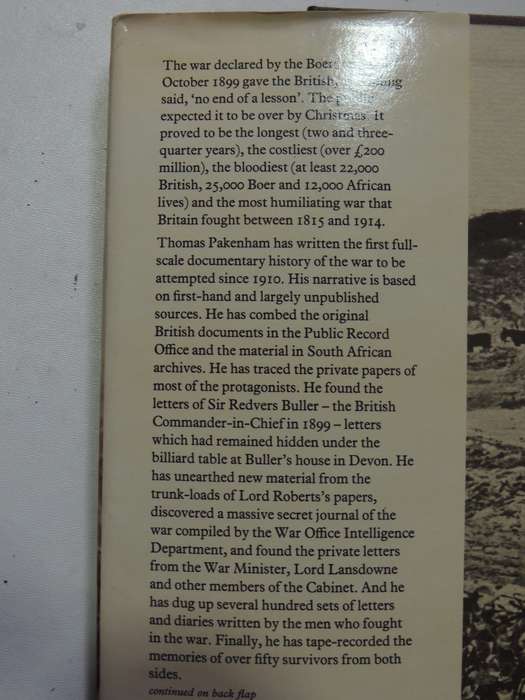 The war declared by the Boers
October 1899 gave the British,
said, 'no end of a lesson'. The public
expected it to be over by Christmas. It
proved to be the longest (two and three-
quarter years), the costliest (over £200
million), the bloodiest (at least 22,000
British, 25,000 Boer and 12,000 African
lives) and the most humiliating war that
Britain fought between 1815 and 1914.
Thomas Pakenham has written the first full-
scale documentary history of the war to be
attempted since 1910. His narrative is based
on first-hand and largely unpublished
sources. He has combed the original
British documents in the Public Record
Office and the material in South African
archives. He has traced the private papers of
most of the protagonists. He found the
letters of Sir Redvers Buller – the British
Commander-in-Chief in 1899 – letters
which had remained hidden under the
billiard table at Buller's house in Devon. He
has unearthed new material from the
trunk-loads of Lord Roberts's papers,
discovered a massive secret journal of the
war compiled by the War Office Intelligence
Department, and found the private letters
from the War Minister, Lord Lansdowne
and other members of the Cabinet. And he
has dug up several hundred sets of letters
and diaries written by the men who fought
in the war. Finally, he has tape-recorded the
memories of over fifty survivors from both
sides.
continued on back flap